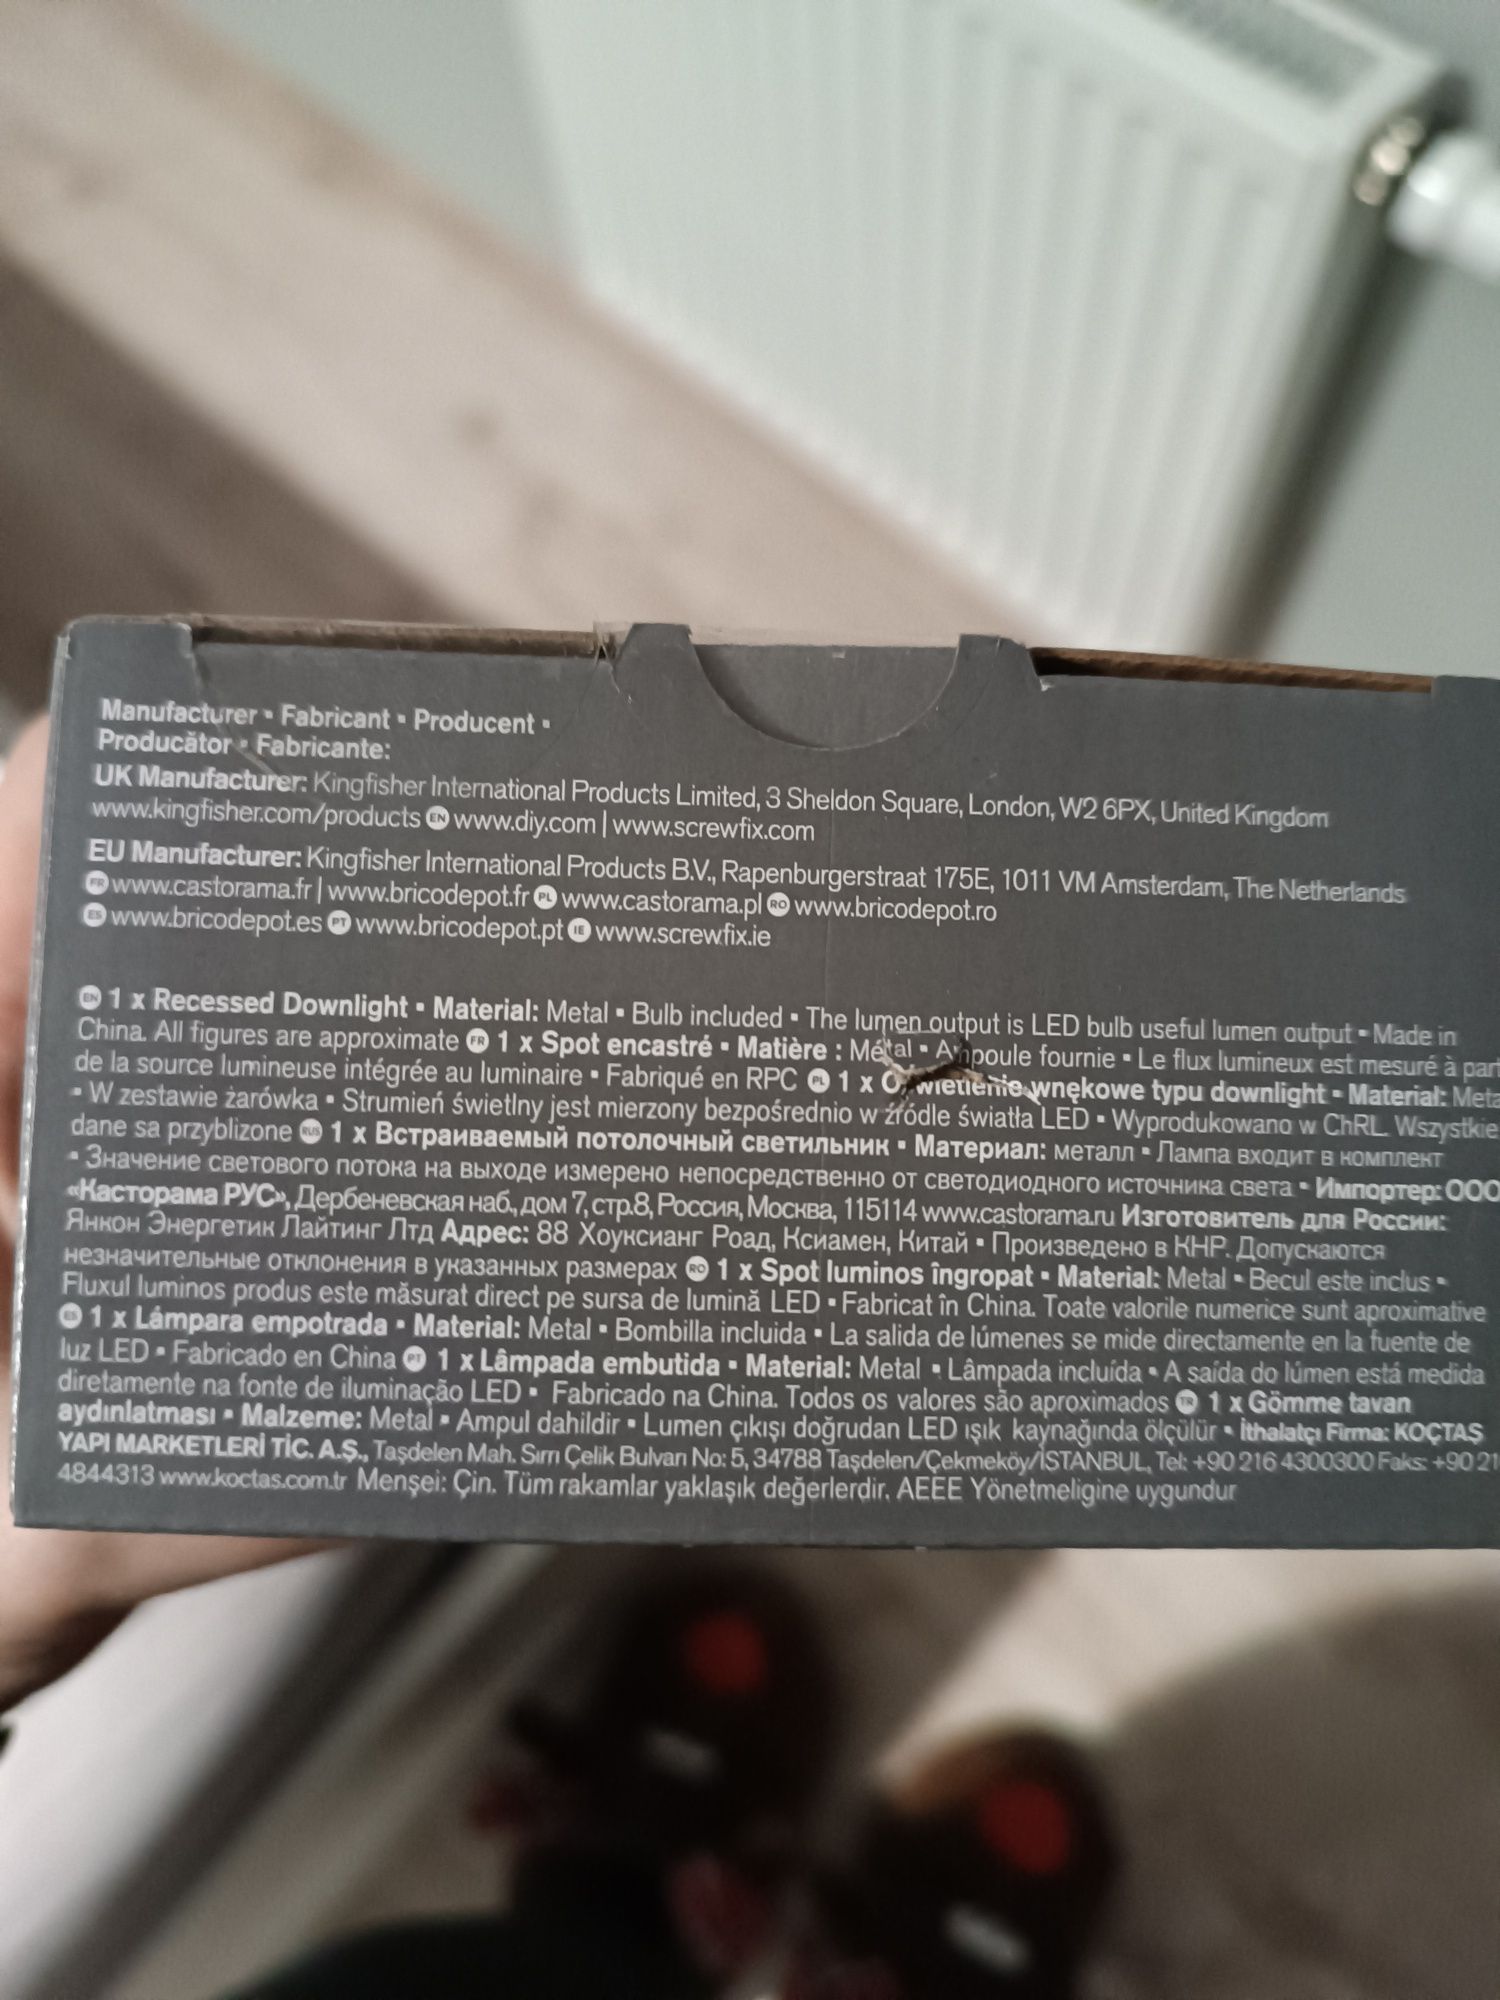 Manufacturer ▪ Fabricant ▪ Producent ▪
Producător ▪ Fabricante:
UK Manufacturer: Kingfisher International Products Limited, 3 Sheldon Square, London, W2 6PX, United Kingdom
www.kingfisher.com/products EN www.diy.com | www.screwfix.com
EU Manufacturer: Kingfisher International Products B.V., Rapenburgerstraat 175E, 1011 VM Amsterdam, The Netherlands
FR www.castorama.fr | www.bricodepot.fr PL www.castorama.pl RO www.bricodepot.ro
ES www.bricodepot.es PT www.bricodepot.pt IE www.screwfix.ie
EN 1 x Recessed Downlight ▪ Material: Metal ▪ Bulb included ▪ The lumen output is LED bulb useful lumen output ▪ Made in
China. All figures are approximate FR 1 x Spot encastré ▪ Matière : Métal ▪ Ampoule fournie ▪ Le flux lumineux est mesuré à part
de la source lumineuse intégrée au luminaire ▪ Fabriqué en RPC PL 1 x wnękowe typu downlight ▪ Material: Meta
▪ W zestawie żarówka ▪ Strumień świetlny jest mierzony bezpośrednio w źródle światła LED ▪ Wyprodukowano w ChRL. Wszystkie
dane sa przyblizone RUS 1 x Встраиваемый потолочный светильник ▪ Материал: металл ▪ Лампа входит в комплект
▪ Значение светового потока на выходе измерено непосредственно от светодиодного источника света ▪ Импортер: ООО
«Касторама РУС», Дербеневская наб., дом 7, стр.8, Россия, Москва, 115114 www.castorama.ru Изготовитель для России:
Янкон Энергетик Лайтинг Лтд Адрес: 88 Хоуксианг Роад, Ксиамен, Китай ▪ Произведено в КНР. Допускаются
незначительные отклонения в указанных размерах RO 1 x Spot luminos îngropat ▪ Material: Metal ▪ Becul este inclus ▪
Fluxul luminos produs este măsurat direct pe sursa de lumină LED ▪ Fabricat în China. Toate valorile numerice sunt aproximative
ES 1 x Lámpara empotrada ▪ Material: Metal ▪ Bombilla incluida ▪ La salida de lúmenes se mide directamente en la fuente de
luz LED ▪ Fabricado en China PT 1 x Lâmpada embutida ▪ Material: Metal ▪ Lâmpada incluída ▪ A saída do lúmen está medida
diretamente na fonte de iluminação LED ▪ Fabricado na China. Todos os valores são aproximados TR 1 x Gömme tavan
aydınlatması ▪ Malzeme: Metal ▪ Ampul dahildir ▪ Lumen çıkışı doğrudan LED ışık kaynağında ölçülür ▪ İthalatçı Firma: KOÇTAŞ
YAPI MARKETLERİ TİC. A.Ş., Taşdelen Mah. Sırrı Çelik Bulvarı No: 5, 34788 Taşdelen/Çekmeköy/İSTANBUL, Tel: +90 216 4300300 Faks: +90 21
4844313 www.koctas.com.tr Menşei: Çin. Tüm rakamlar yaklaşık değerlerdir. AEEE Yönetmeligine uygundur